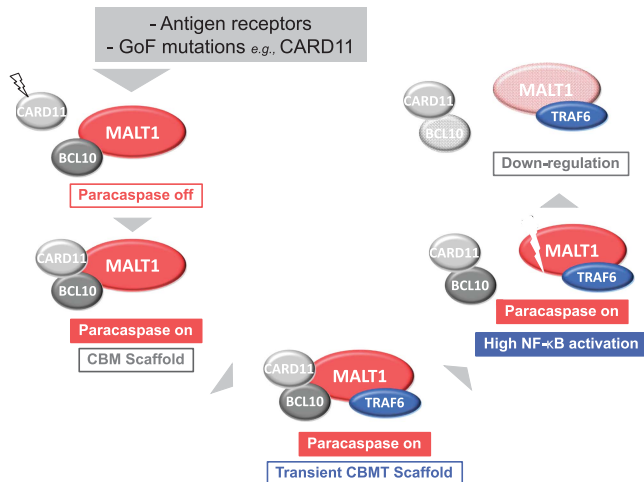 - Antigen receptors
- GoF mutations e.g., CARD11
CARD11
MALT1
BCL10
Paracaspase off
CARD11
MALT1
BCL10
Paracaspase on
CBM Scaffold
CARD11
MALT1
BCL10
TRAF6
Paracaspase on
Transient CBMT Scaffold
CARD11
MALT1
BCL10
TRAF6
Paracaspase on
High NF-κB activation
MALT1
CARD11
TRAF6
BCL10
Down-regulation